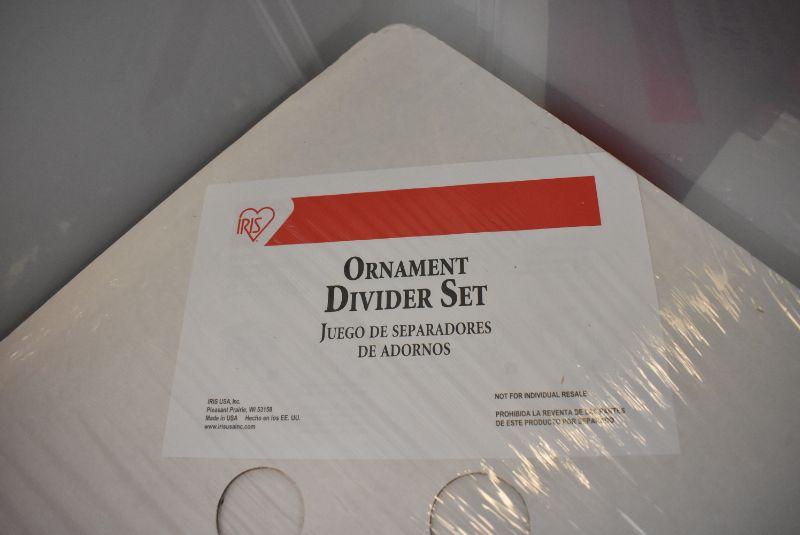 IRIS
ORNAMENT
DIVIDER SET
JUEGO DE SEPARADORES
DE ADORNOS
IRIS USA, Inc.
Pleasant Prairie, WI 53158
Made in USA Hecho en los EE. UU.
www.irisusainc.com
NOT FOR INDIVIDUAL RESALE
PROHIBIDA LA REVENTA DE LAS PARTES
DE ESTE PRODUCTO POR SEPARADO